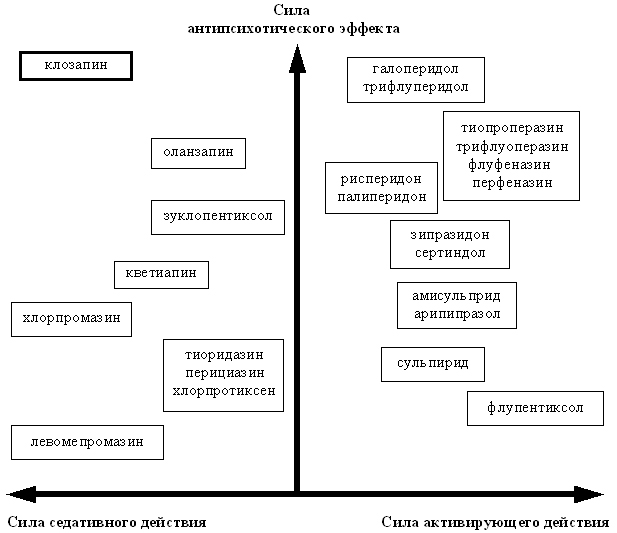 Сила
антипсихотического эффекта
клозапин
галоперидол
трифлуперидол
тиопроперазин
трифлуоперазин
флуфеназин
перфеназин
оланзапин
рисперидон
палиперидон
зуклопентиксол
зипразидон
сертиндол
кветиапин
амисульприд
арипипразол
хлорпромазин
тиоридазин
перициазин
хлорпротиксен
сульпирид
флупентиксол
левомепромазин
Сила седативного действия
Сила активирующего действия